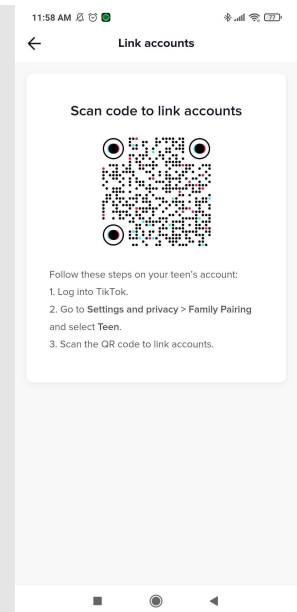 11:58 AM
77
Link accounts
Scan code to link accounts
Follow these steps on your teen's account:
1. Log into TikTok.
2. Go to Settings and privacy > Family Pairing
and select Teen.
3. Scan the QR code to link accounts.